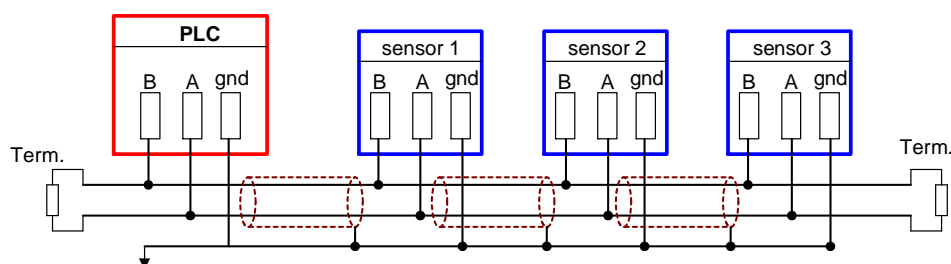 PLC
B A gnd
sensor 1
B A gnd
sensor 2
B A gnd
sensor 3
B A gnd
Term.
Term.